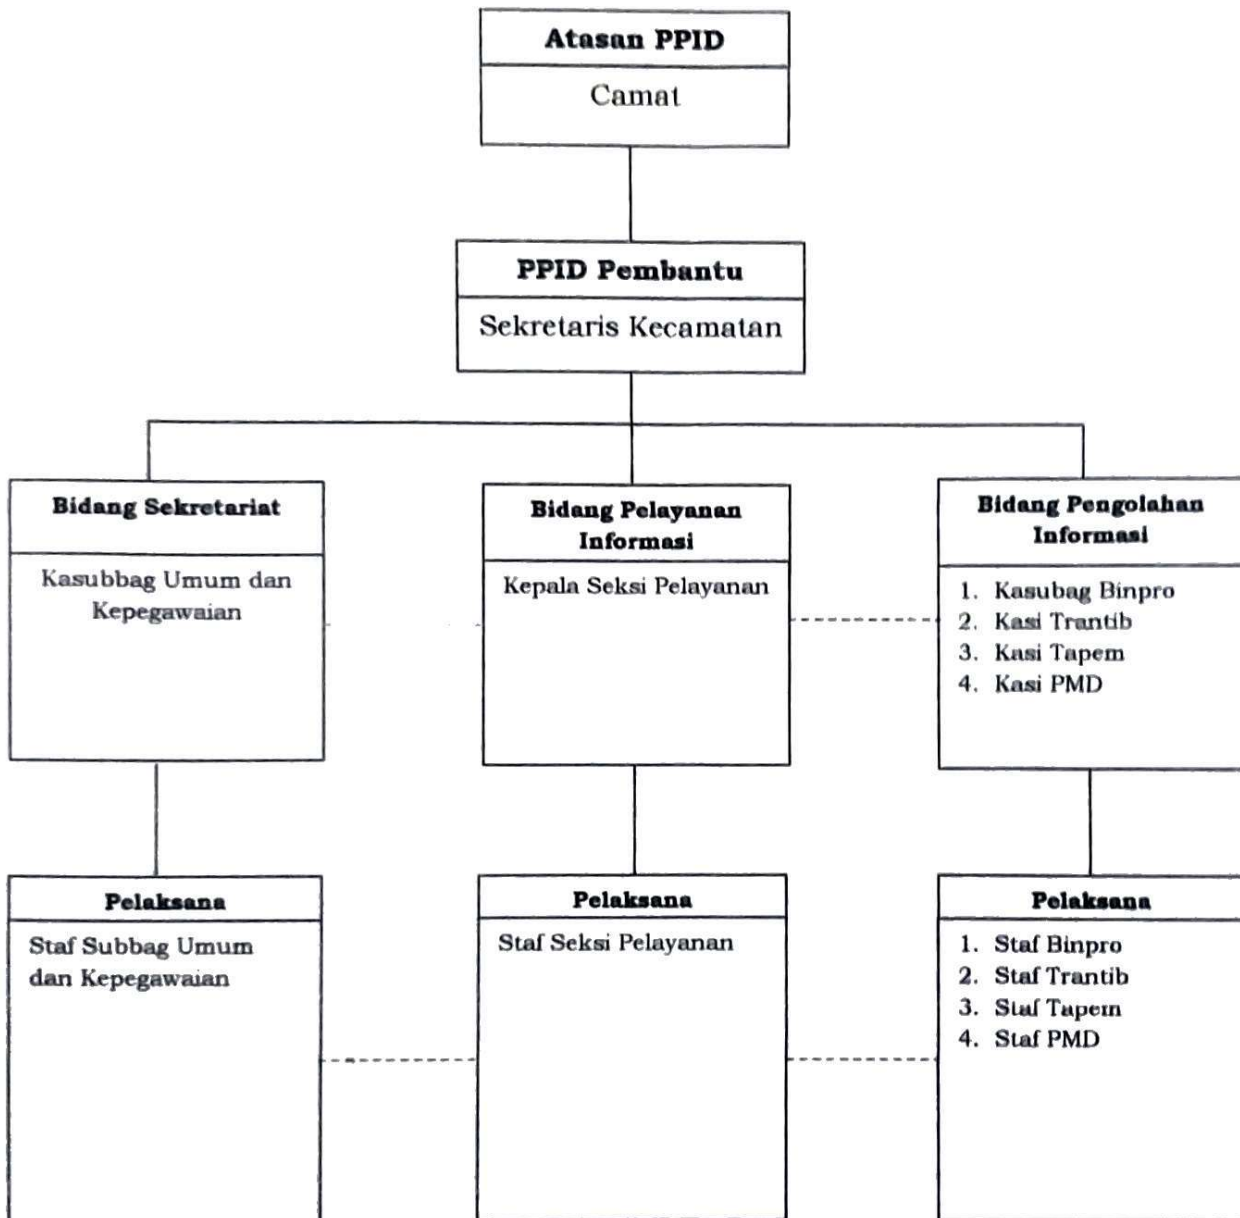 Atasan PPID
Camat
PPID Pembantu
Sekretaris Kecamatan
Bidang Sekretariat
Kasubbag Umum dan
Kepegawaian
Bidang Pelayanan
Informasi
Kepala Seksi Pelayanan
Bidang Pengolahan
Informasi
1. Kasubag Binpro
2. Kasi Trantib
3. Kasi Tapem
4. Kasi PMD
Pelaksana
Staf Subbag Umum
dan Kepegawaian
Pelaksana
Staf Seksi Pelayanan
Pelaksana
1. Staf Binpro
2. Staf Trantib
3. Staf Tapem
4. Staf PMD